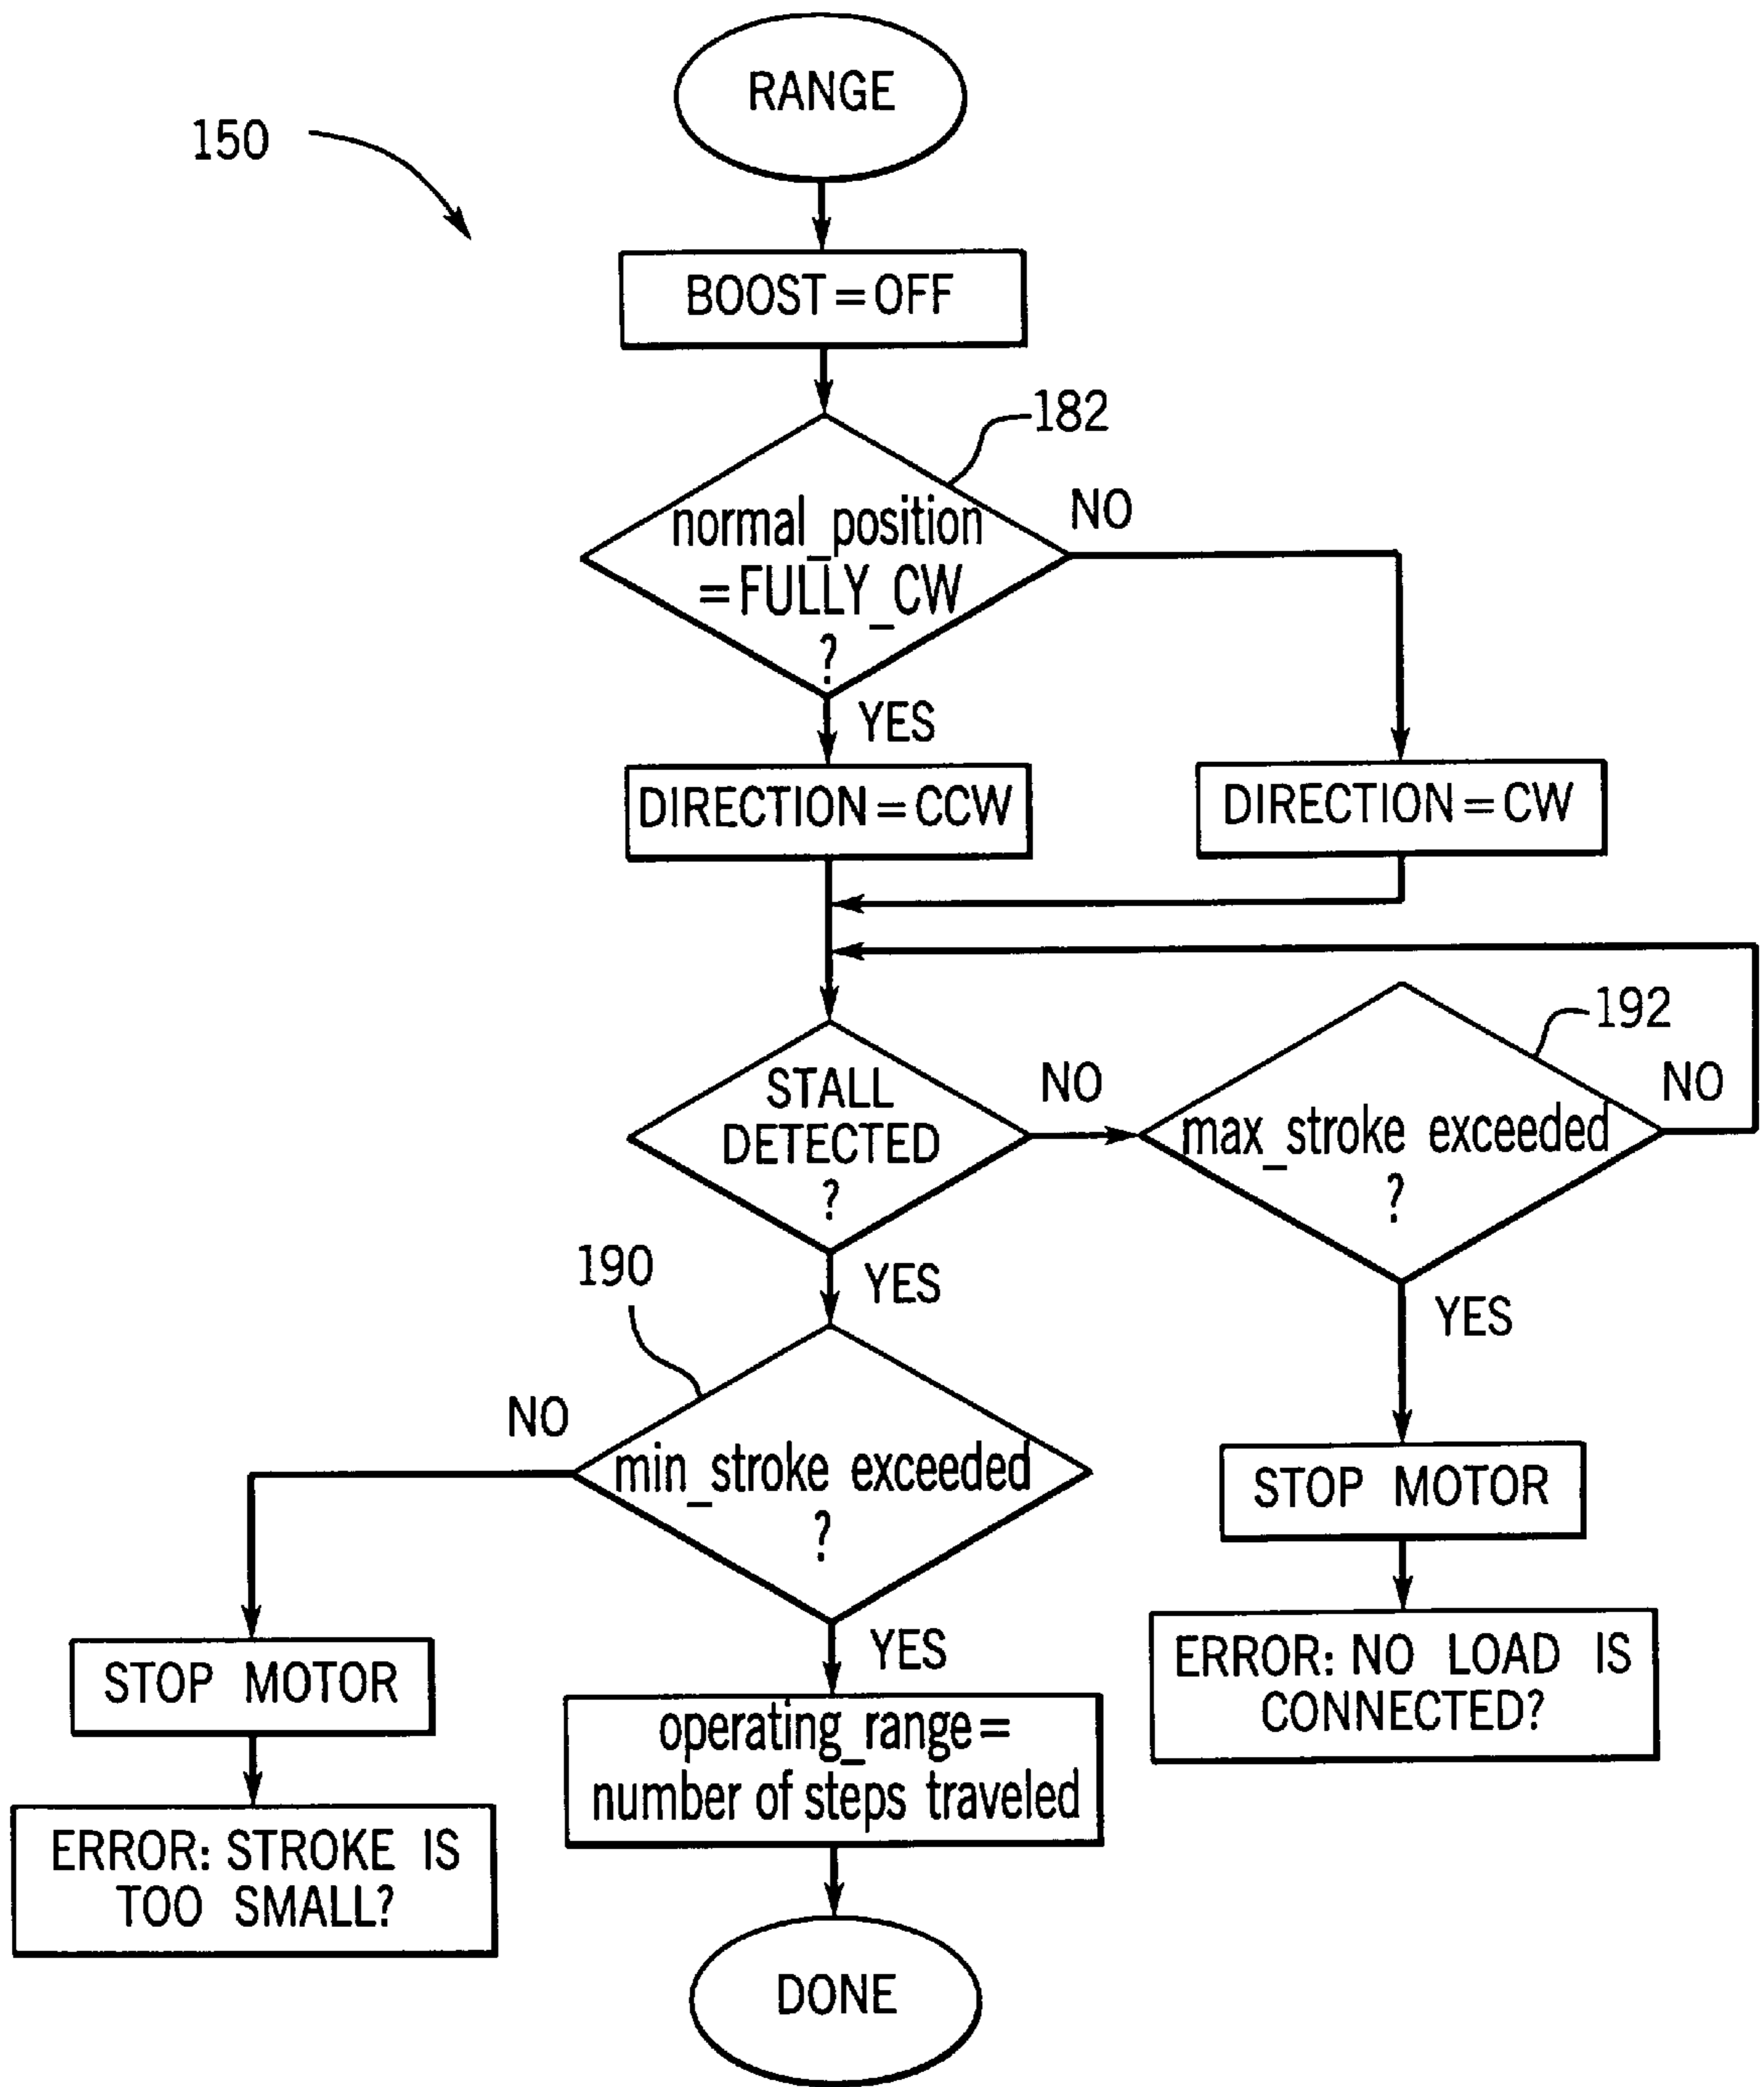 RANGE
150
BOOST=OFF
182
normal_position
=FULLY_CW
?
NO
YES
DIRECTION=CCW
DIRECTION=CW
192
STALL
DETECTED
?
NO
max_stroke exceeded
?
NO
190
YES
YES
NO
min_stroke exceeded
?
STOP MOTOR
ERROR: NO LOAD IS
CONNECTED?
YES
STOP MOTOR
operating_range=
number of steps traveled
ERROR: STROKE IS
TOO SMALL?
DONE